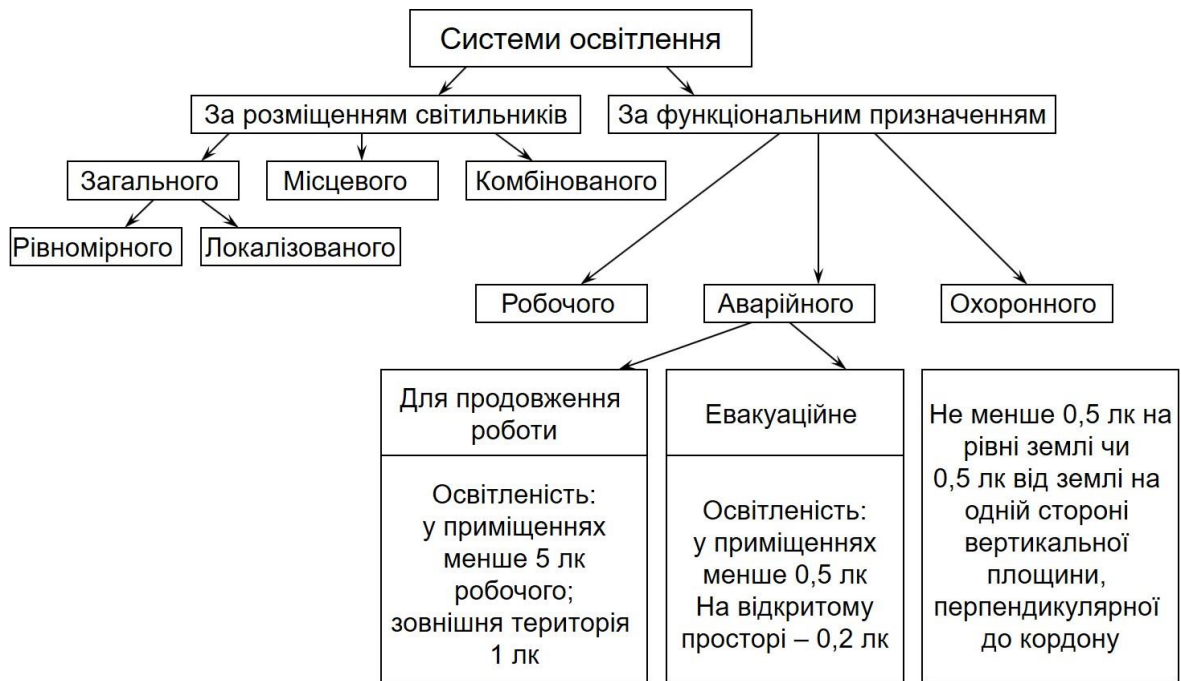 Системи освітлення
За розміщенням світильників
За функціональним призначенням
Загального
Місцевого
Комбінованого
Рівномірного
Локалізованого
Робочого
Аварійного
Охоронного
Для продовження
роботи
Освітленість:
у приміщеннях
менше 5 лк
робочого;
зовнішня територія
1 лк
Евакуаційне
Освітленість:
у приміщеннях
менше 0,5 лк
На відкритому
просторі – 0,2 лк
Не менше 0,5 лк на
рівні землі чи
0,5 лк від землі на
одній стороні
вертикальної
площини,
перпендикулярної
до кордону